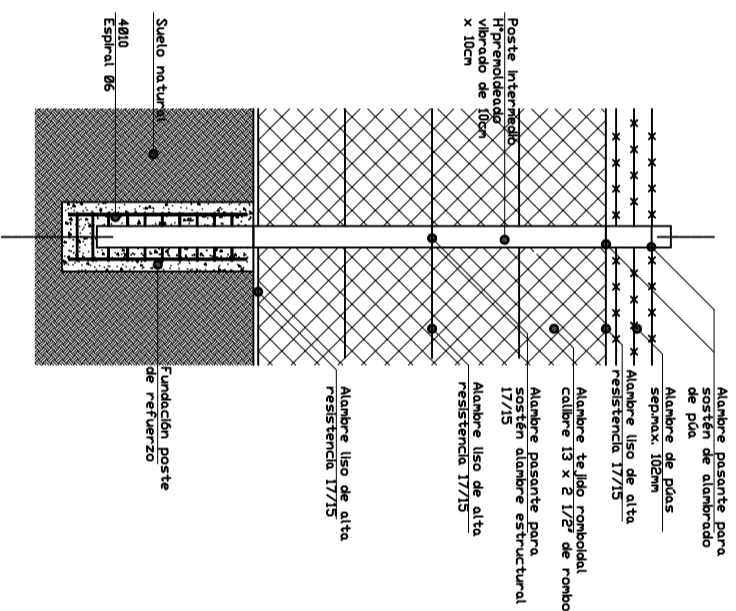 Poste Intermedio
HºpremoIdeado
vibrado de 10cm
x 10cm
Suelo natural
4Ø10
Espiral Ø6
Alambre pasante para
sostén de alambrado
de púa
Alambre de púas
sep.max. 102mm
Alambre liso de alta
resistencia 17/15
Alambre tejido romboidal
calibre 13 x 2 1/2" de rombo
Alambre pasante para
sostén alambre estructural
17/15
Alambre liso de alta
resistencia 17/15
Alambre liso de alta
resistencia 17/15
Fundación poste
de refuerzo